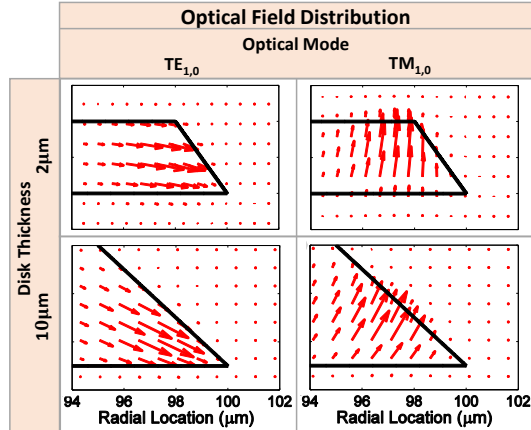 Optical Field Distribution
Optical Mode
TE1,0 TM1,0
Disk Thickness
2μm
10μm
94 96 98 100 102 94 96 98 100 102
Radial Location (μm) Radial Location (μm)